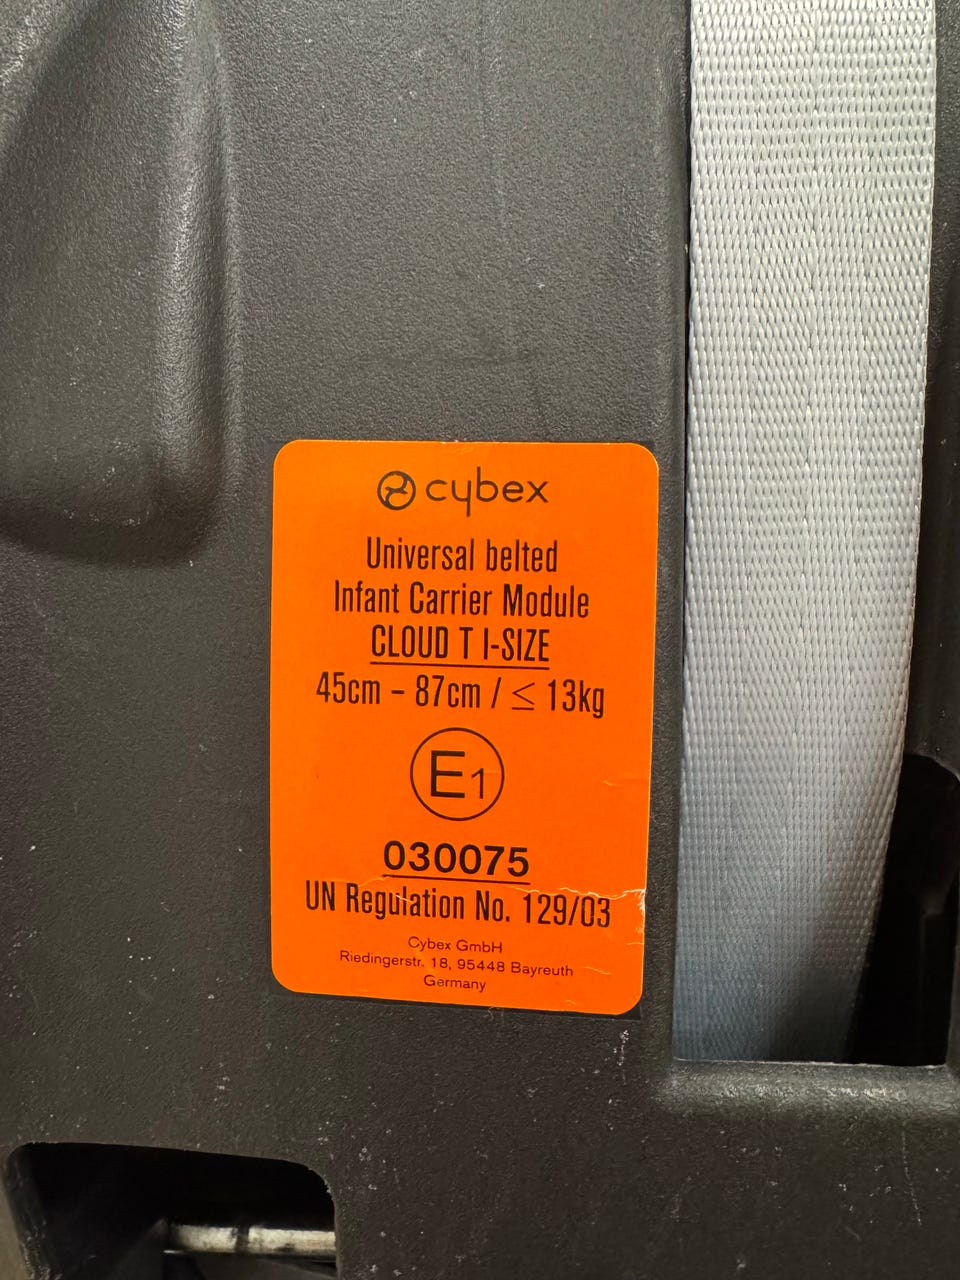 cybex
Universal belted
Infant Carrier Module
CLOUD T I-SIZE
45cm – 87cm / ≤ 13kg
E1
030075
UN Regulation No. 129/03
Cybex GmbH
Riedingerstr. 18, 95448 Bayreuth
Germany